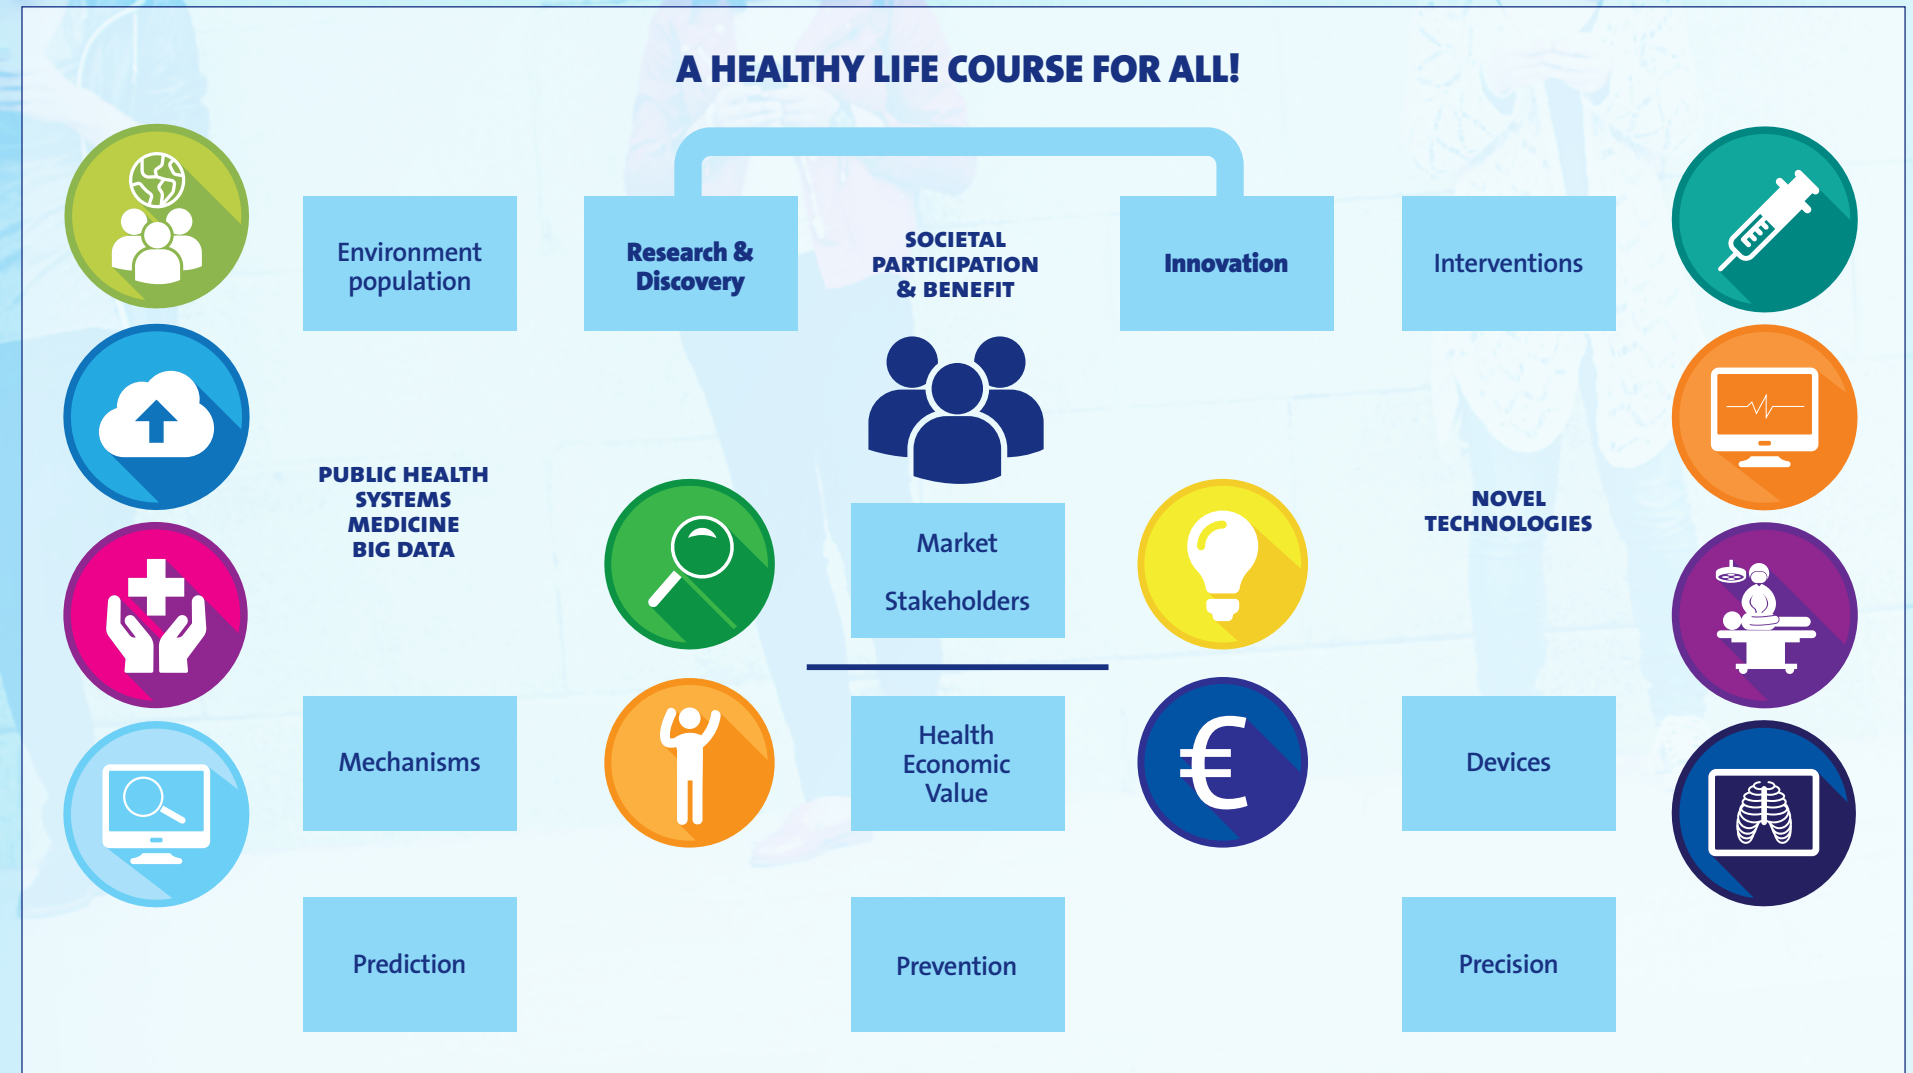 A HEALTHY LIFE COURSE FOR ALL!
Environment
population
Research &
Discovery
SOCIETAL
PARTICIPATION
& BENEFIT
Innovation
Interventions
PUBLIC HEALTH
SYSTEMS
MEDICINE
BIG DATA
Market
Stakeholders
NOVEL
TECHNOLOGIES
Mechanisms
Health
Economic
Value
€
Devices
Prediction
Prevention
Precision